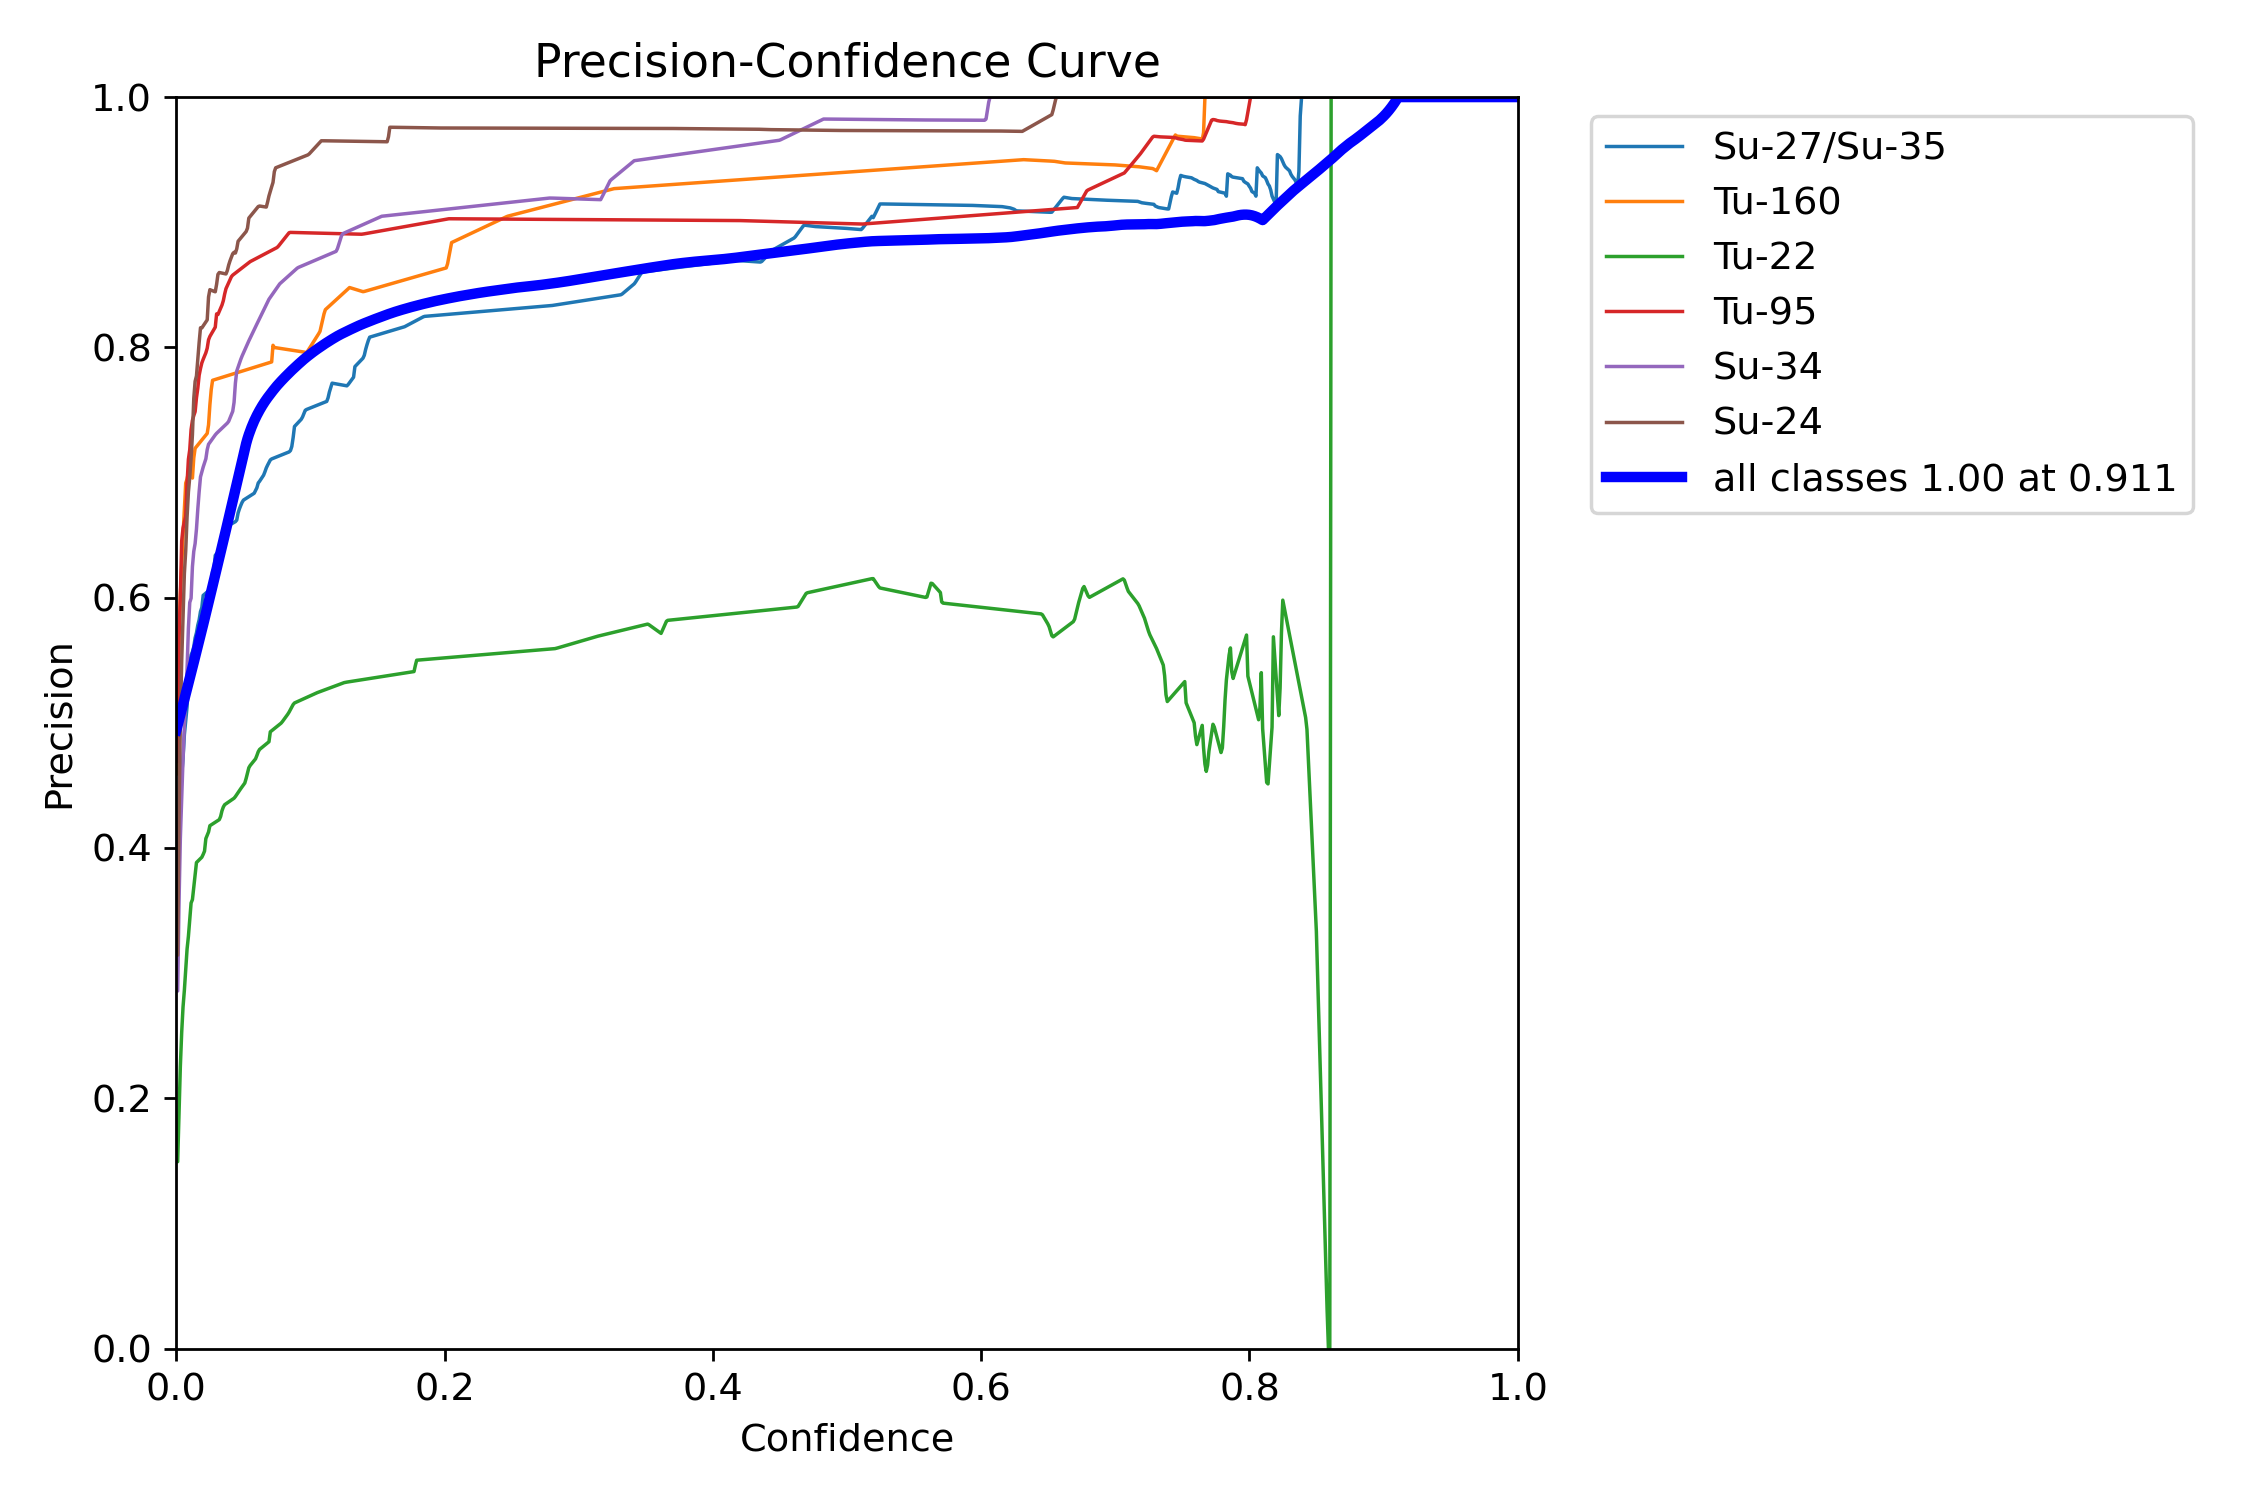 Precision-Confidence Curve
1.0
0.8
0.6
0.4
0.2
0.0
Precision
0.0 0.2 0.4 0.6 0.8 1.0
Confidence
Su-27/Su-35
Tu-160
Tu-22
Tu-95
Su-34
Su-24
all classes 1.00 at 0.911